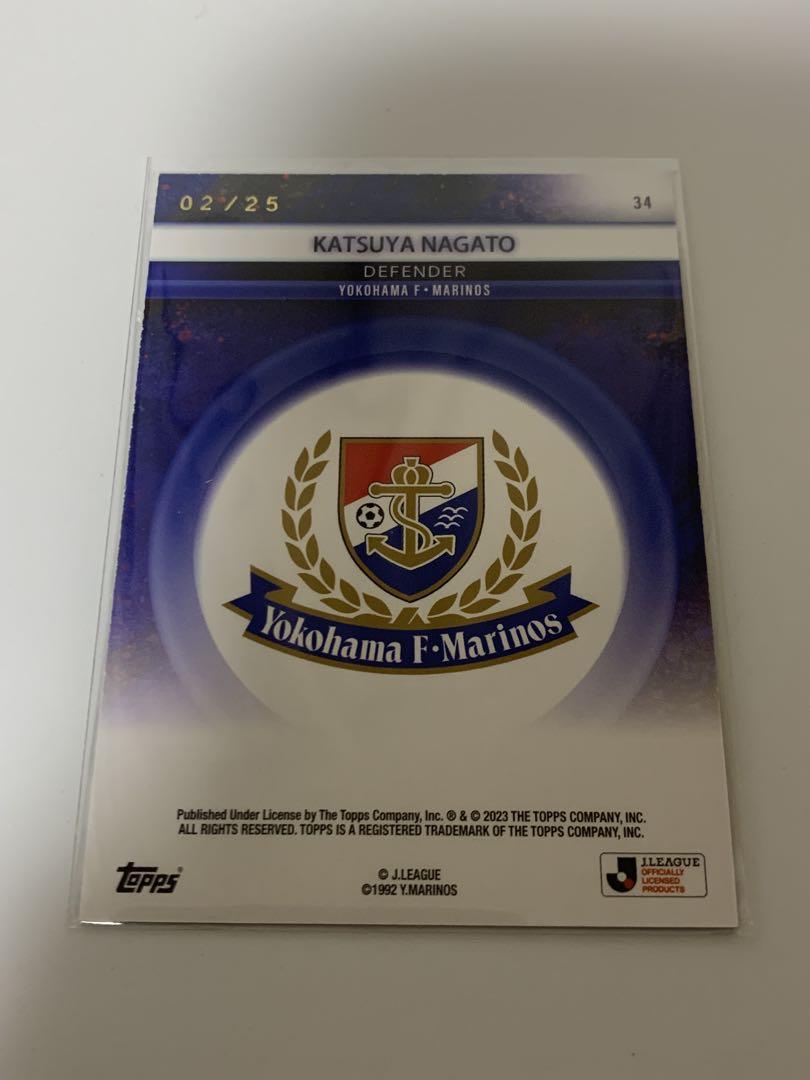 02/25
34
KATSUYA NAGATO
DEFENDER
YOKOHAMA F•MARINOS
Yokohama F•Marinos
Published Under License by The Topps Company, Inc. ® & © 2023 THE TOPPS COMPANY, INC.
ALL RIGHTS RESERVED. TOPPS IS A REGISTERED TRADEMARK OF THE TOPPS COMPANY, INC.
topps®
© J.LEAGUE
©1992 Y.MARINOS
J.LEAGUE
OFFICIALLY
LICENSED
PRODUCTS